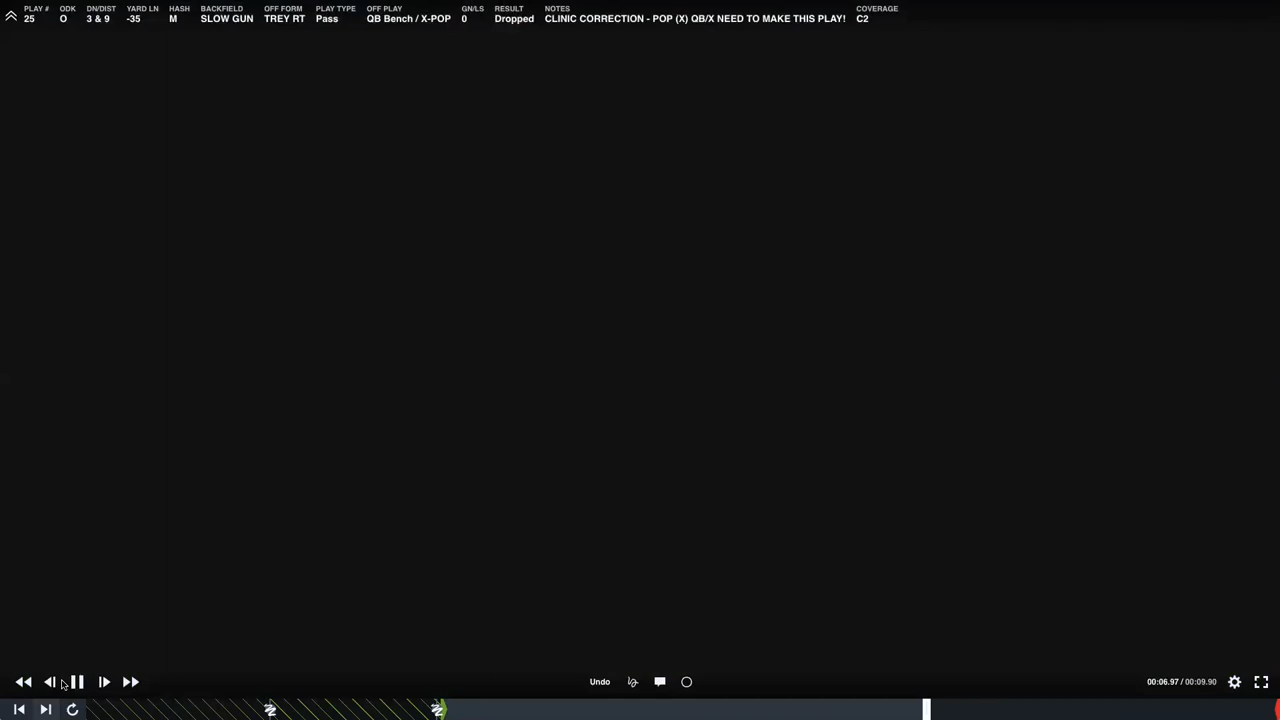 PLAY # ODK DN/DIST YARD LN HASH BACKFIELD OFF FORM PLAY TYPE OFF PLAY GN/LS RESULT NOTES COVERAGE
25 O 3 & 9 -35 M SLOW GUN TREY RT Pass QB Bench / X-POP 0 Dropped CLINIC CORRECTION - POP (X) QB/X NEED TO MAKE THIS PLAY! C2
Undo 00:06.97 / 00:09.90